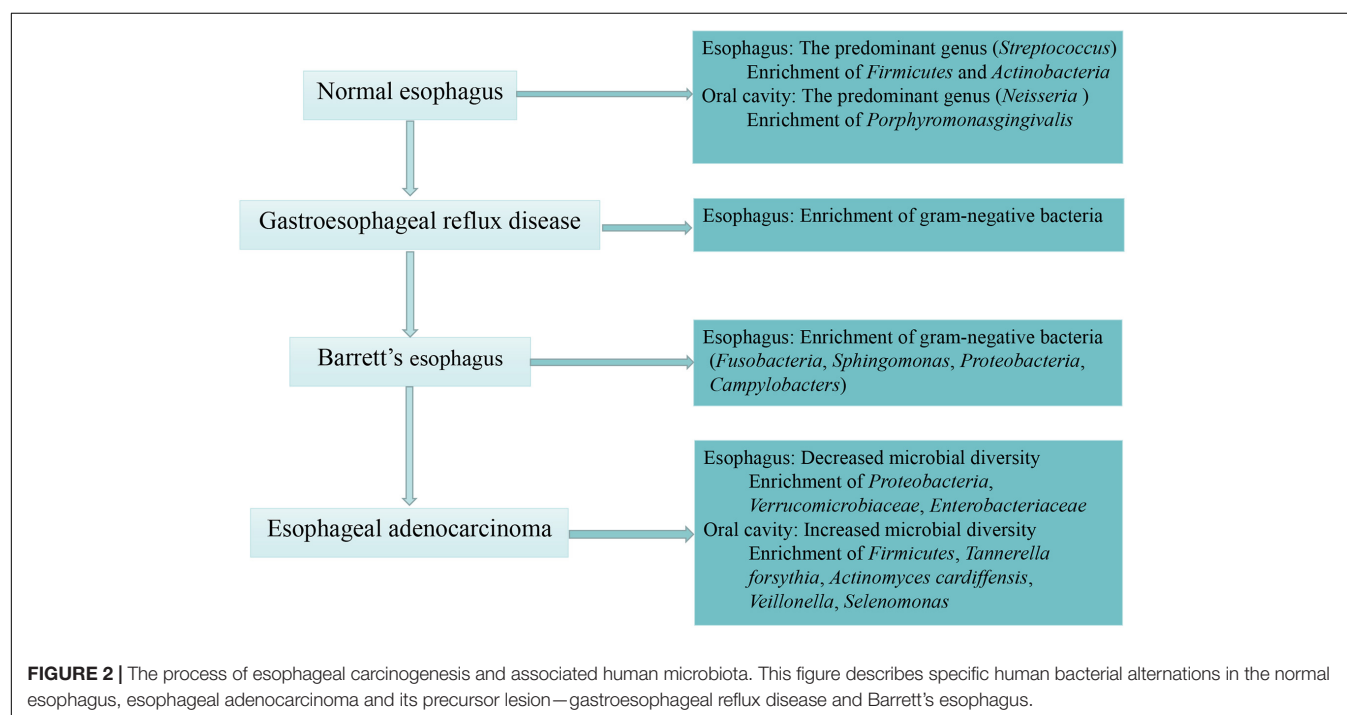 Normal esophagus
Esophagus: The predominant genus (Streptococcus)
Enrichment of Firmicutes and Actinobacteria
Oral cavity: The predominant genus (Neisseria )
Enrichment of Porphyromonasgingivalis
Gastroesophageal reflux disease
Esophagus: Enrichment of gram-negative bacteria
Barrett’s esophagus
Esophagus: Enrichment of gram-negative bacteria
(Fusobacteria, Sphingomonas, Proteobacteria,
Campylobacters)
Esophageal adenocarcinoma
Esophagus: Decreased microbial diversity
Enrichment of Proteobacteria,
Verrucomicrobiaceae, Enterobacteriaceae
Oral cavity: Increased microbial diversity
Enrichment of Firmicutes, Tannerella
forsythia, Actinomyces cardiffensis,
Veillonella, Selenomonas
FIGURE 2 | The process of esophageal carcinogenesis and associated human microbiota. This figure describes specific human bacterial alternations in the normal
esophagus, esophageal adenocarcinoma and its precursor lesion—gastroesophageal reflux disease and Barrett’s esophagus.